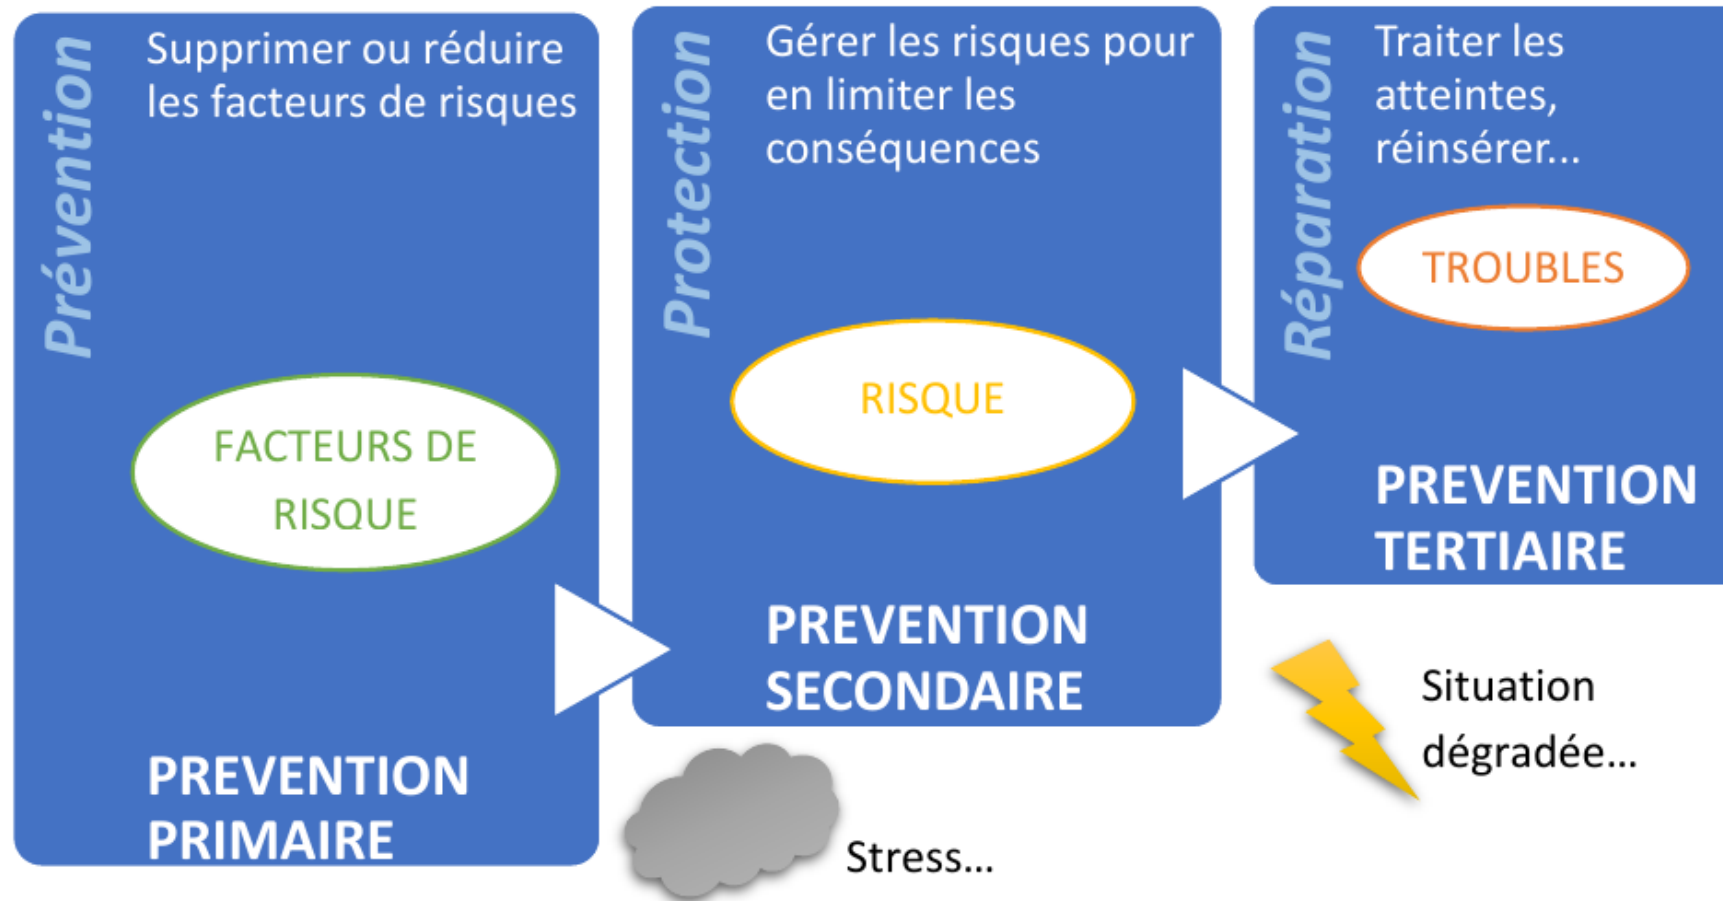 Prévention
Supprimer ou réduire
les facteurs de risques
FACTEURS DE
RISQUE
PREVENTION
PRIMAIRE
Protection
Gérer les risques pour
en limiter les
conséquences
RISQUE
PREVENTION
SECONDAIRE
Stress...
Réparation
Traiter les
atteintes,
réinsérer...
TROUBLES
PREVENTION
TERTIAIRE
Situation
dégradée...